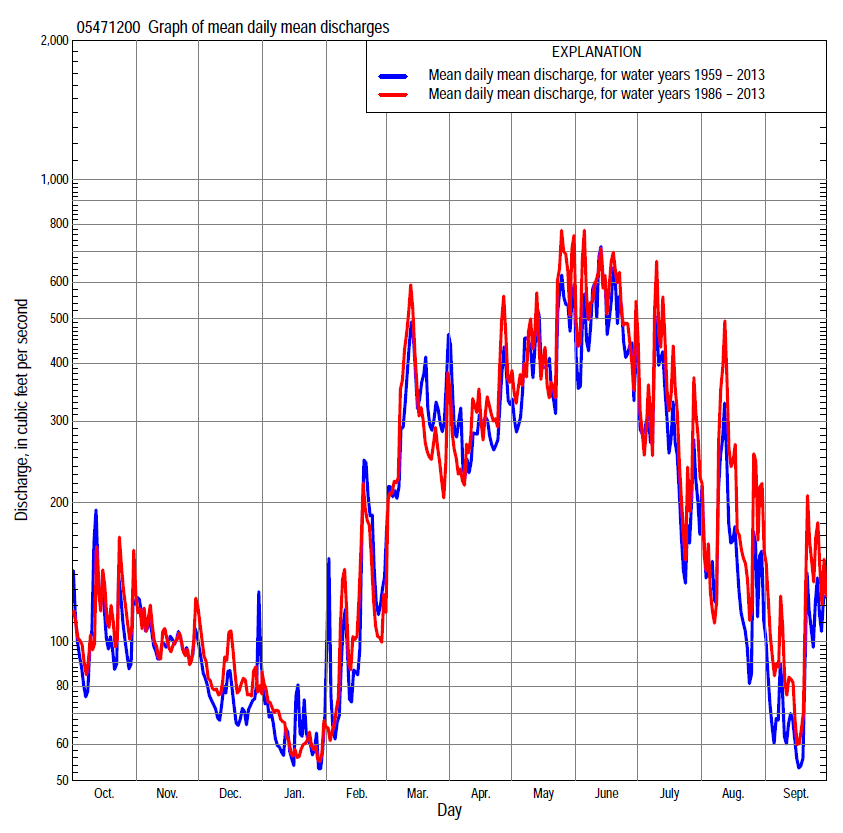 05471200 Graph of mean daily mean discharges
EXPLANATION
Mean daily mean discharge, for water years 1959 – 2013
Mean daily mean discharge, for water years 1986 – 2013
Discharge, in cubic feet per second
2,000
1,000
800
600
500
400
300
200
100
80
60
50
Oct. Nov. Dec. Jan. Feb. Mar. Apr. May June July Aug. Sept.
Day